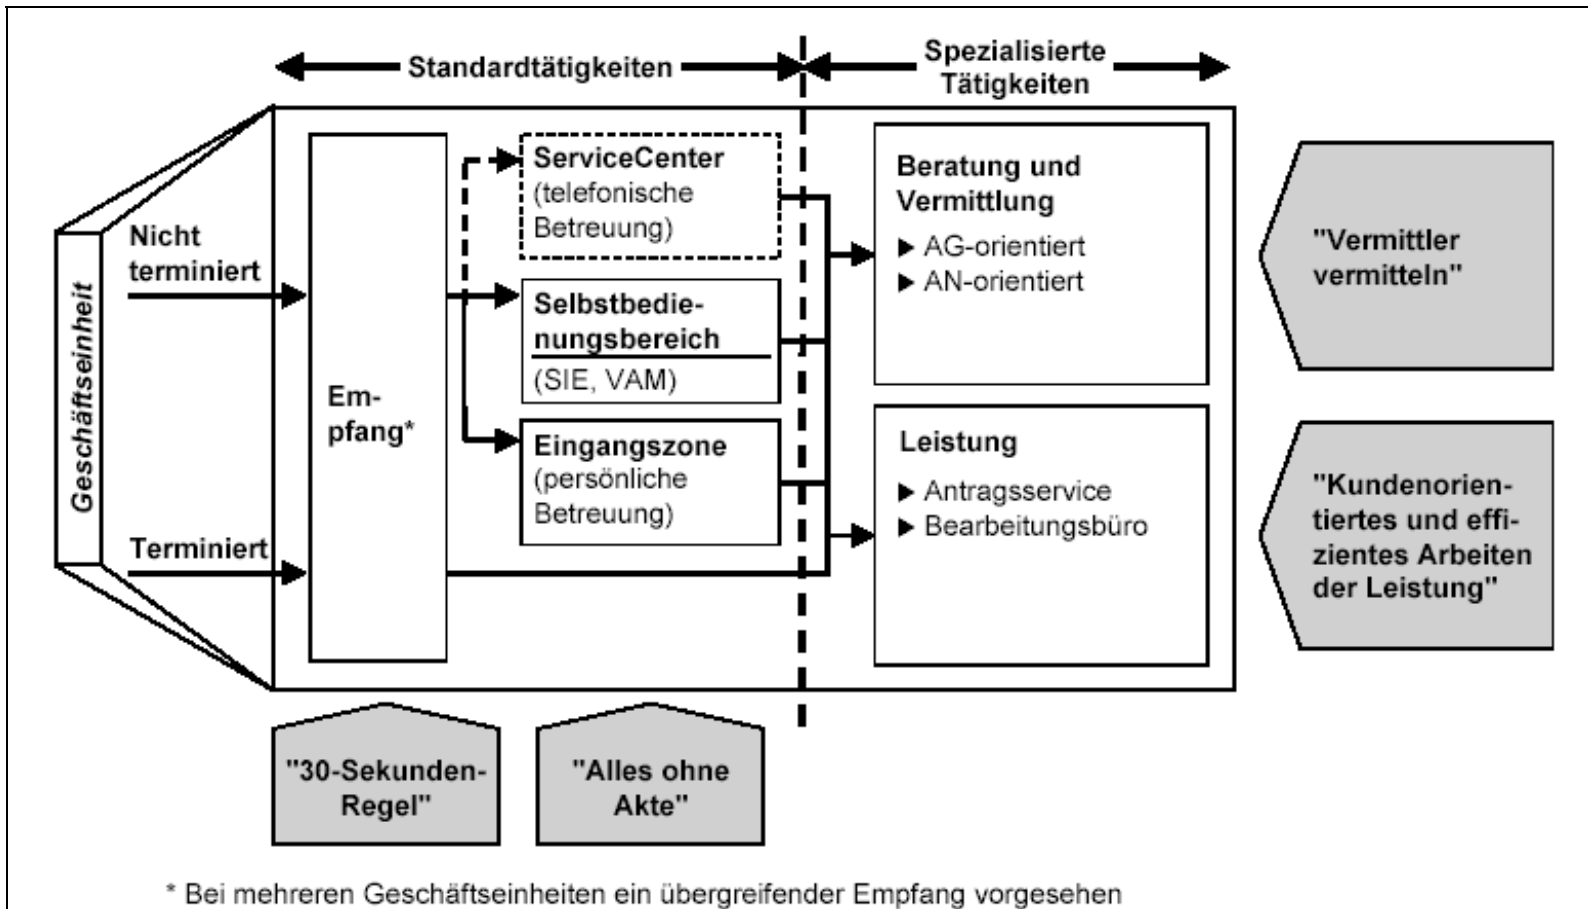 Standardtätigkeiten
Spezialisierte
Tätigkeiten
Geschäftseinheit
Nicht
terminiert
Terminiert
Em-
pfang*
ServiceCenter
(telefonische
Betreuung)
Selbstbedie-
nungsbereich
(SIE, VAM)
Eingangszone
(persönliche
Betreuung)
Beratung und
Vermittlung
▶ AG-orientiert
▶ AN-orientiert
Leistung
▶ Antragsservice
▶ Bearbeitungsbüro
"Vermittler
vermitteln"
"Kundenorien-
tiertes und effi-
zientes Arbeiten
der Leistung"
"30-Sekunden-
Regel"
"Alles ohne
Akte"
* Bei mehreren Geschäftseinheiten ein übergreifender Empfang vorgesehen